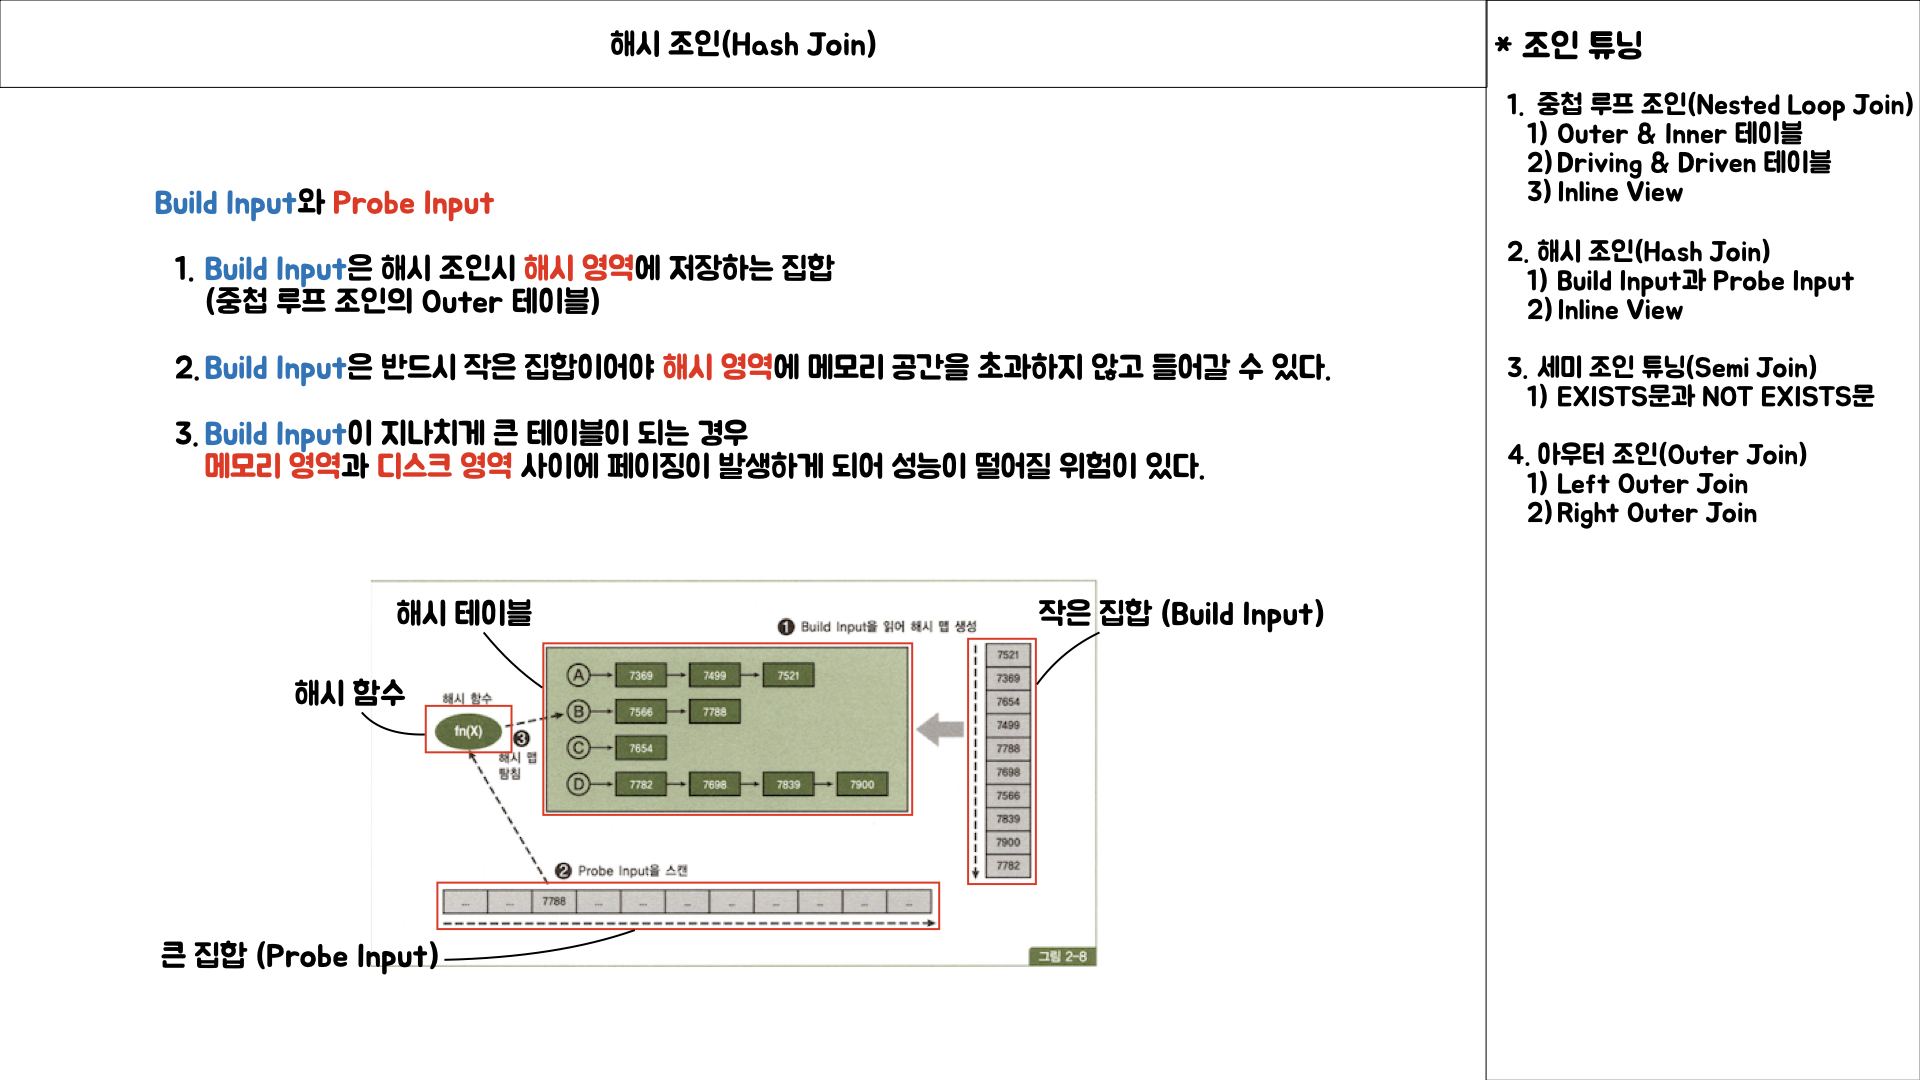 해시 조인(Hash Join)
Build Input와 Probe Input
1. Build Input은 해시 조인시 해시 영역에 저장하는 집합
(중첩 루프 조인의 Outer 테이블)
2. Build Input은 반드시 작은 집합이어야 해시 영역에 메모리 공간을 초과하지 않고 들어갈 수 있다.
3. Build Input이 지나치게 큰 테이블이 되는 경우
메모리 영역과 디스크 영역 사이에 페이징이 발생하게 되어 성능이 떨어질 위험이 있다.
해시 테이블
작은 집합 (Build Input)
❶ Build Input을 읽어 해시 맵 생성
해시 함수
해시 함수
fn(X)
❸
해시 맵
탐침
A 7369 7499 7521
B 7566 7788
C 7654
D 7782 7698 7839 7900
7521
7369
7654
7499
7788
7698
7566
7839
7900
7782
❷ Probe Input을 스캔
... ... 7788 ... ... ... ... ... ... ... ...
큰 집합 (Probe Input)
그림 2-8
* 조인 튜닝
1. 중첩 루프 조인(Nested Loop Join)
1) Outer & Inner 테이블
2) Driving & Driven 테이블
3) Inline View
2. 해시 조인(Hash Join)
1) Build Input과 Probe Input
2) Inline View
3. 세미 조인 튜닝(Semi Join)
1) EXISTS문과 NOT EXISTS문
4. 아우터 조인(Outer Join)
1) Left Outer Join
2) Right Outer Join